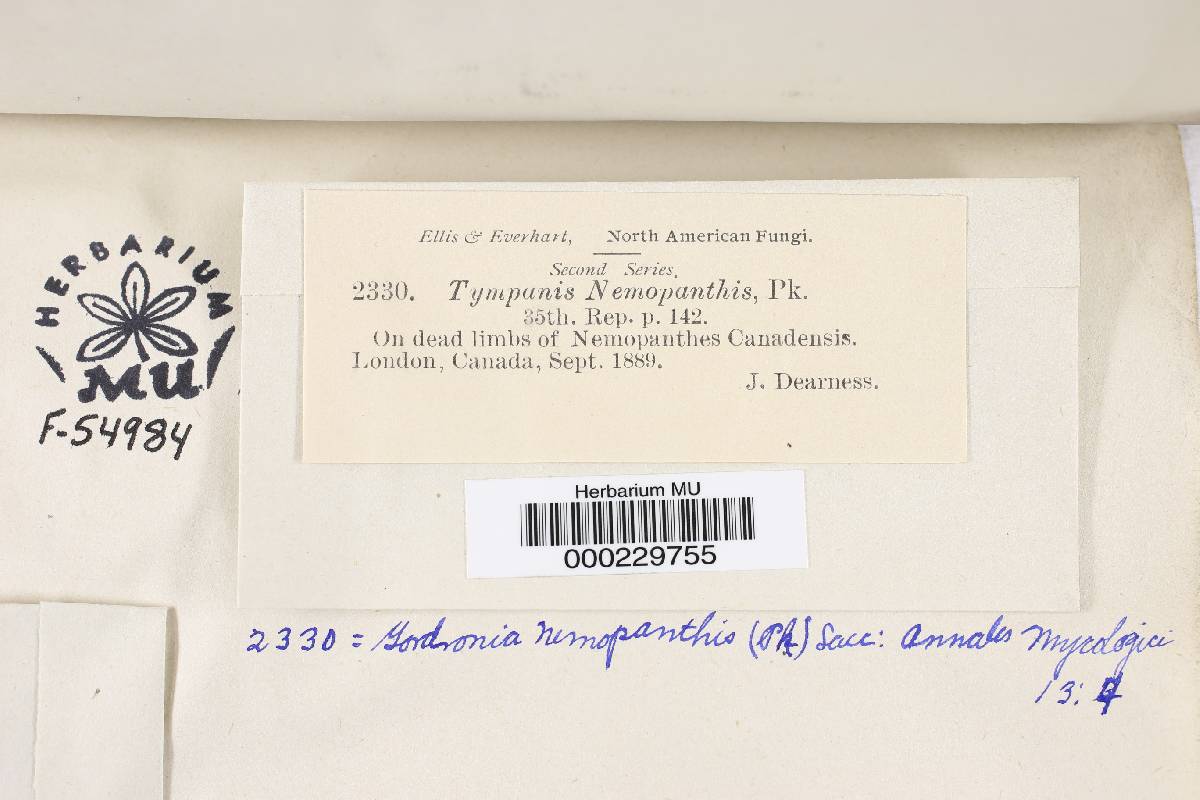 Ellis & Everhart, North American Fungi.
Second Series.
2330. Tympanis Nemopanthis, Pk.
35th. Rep. p. 142.
On dead limbs of Nemopanthes Canadensis.
London, Canada, Sept. 1889.
J. Dearness.
HERBARIUM
MU
F-54984
Herbarium MU
000229755
2330 = Gordronia nemopanthis (Pk) Sacc: Annales Mycologici
13: